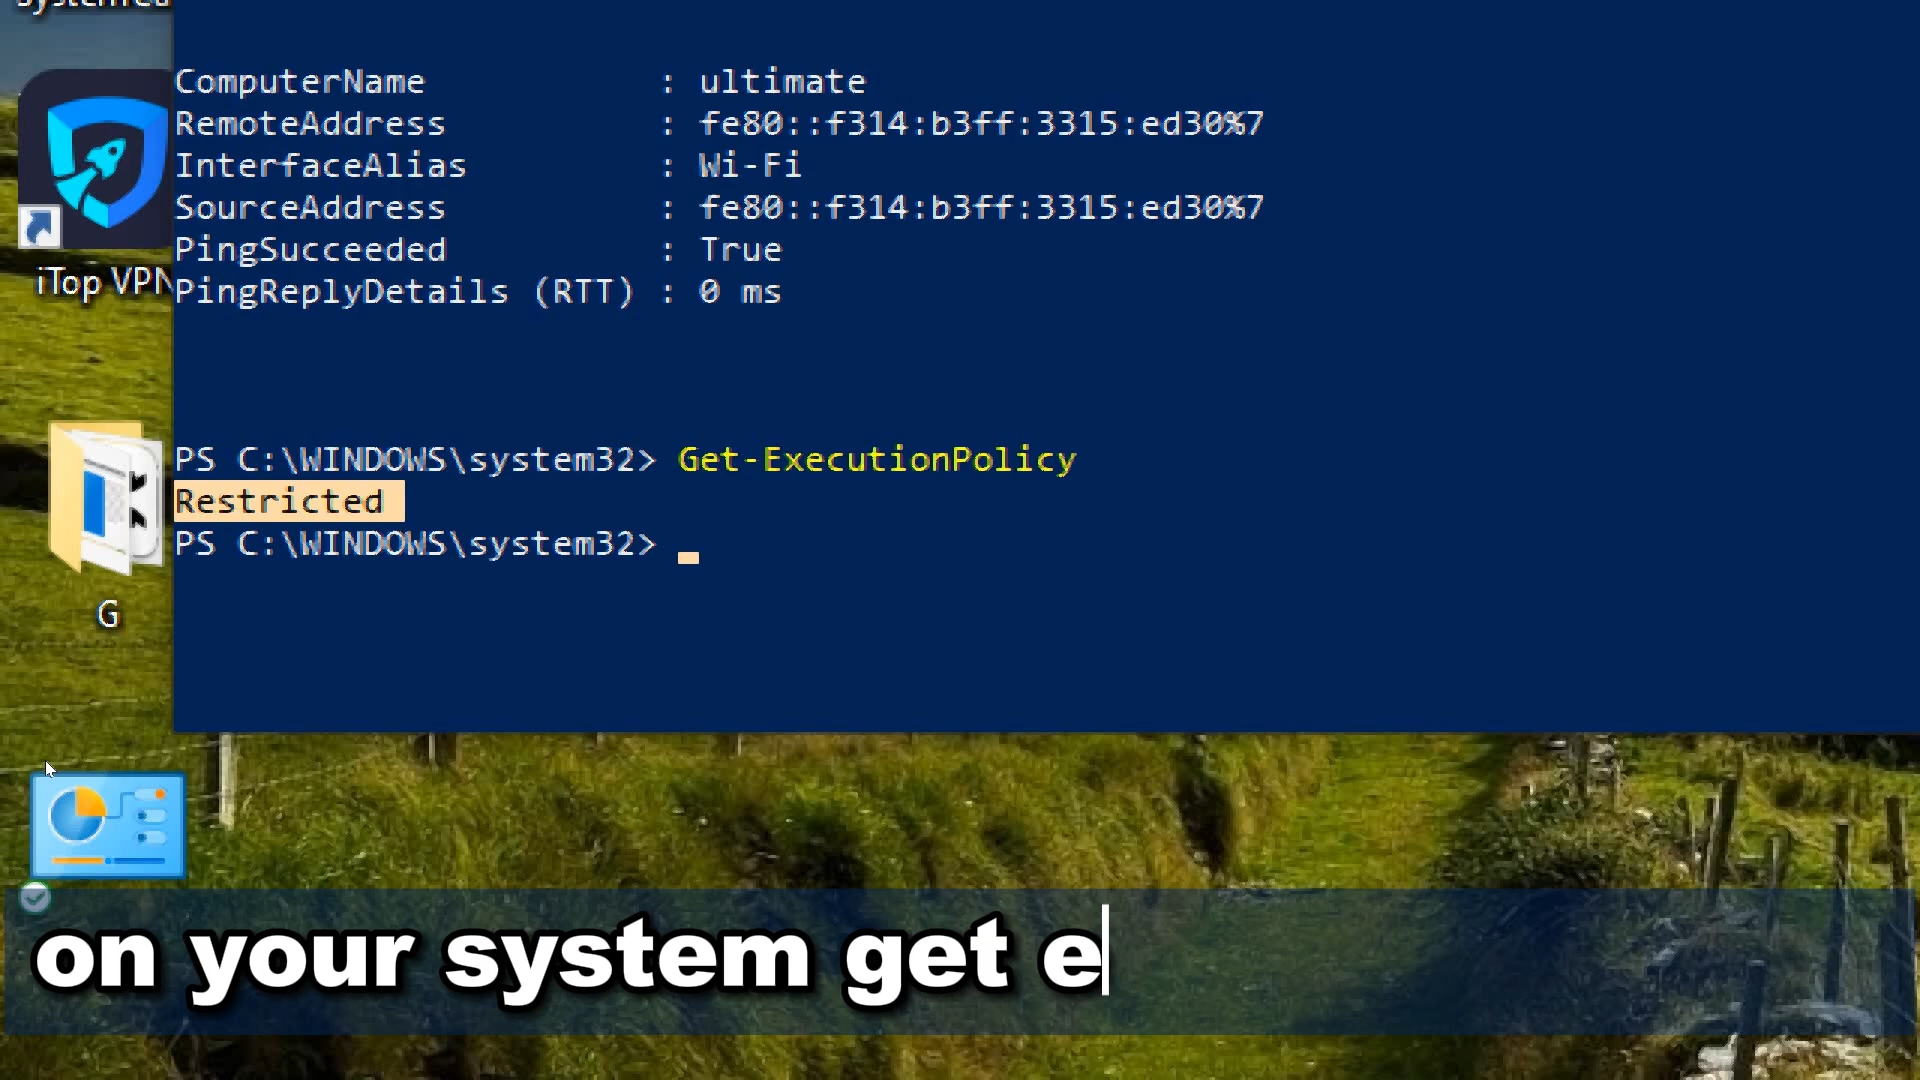 ComputerName : ultimate
RemoteAddress : fe80::f314:b3ff:3315:ed30%7
InterfaceAlias : Wi-Fi
SourceAddress : fe80::f314:b3ff:3315:ed30%7
PingSucceeded : True
PingReplyDetails (RTT) : 0 ms
iTop VPN
PS C:\WINDOWS\system32> Get-ExecutionPolicy
Restricted
PS C:\WINDOWS\system32>
G
on your system get e